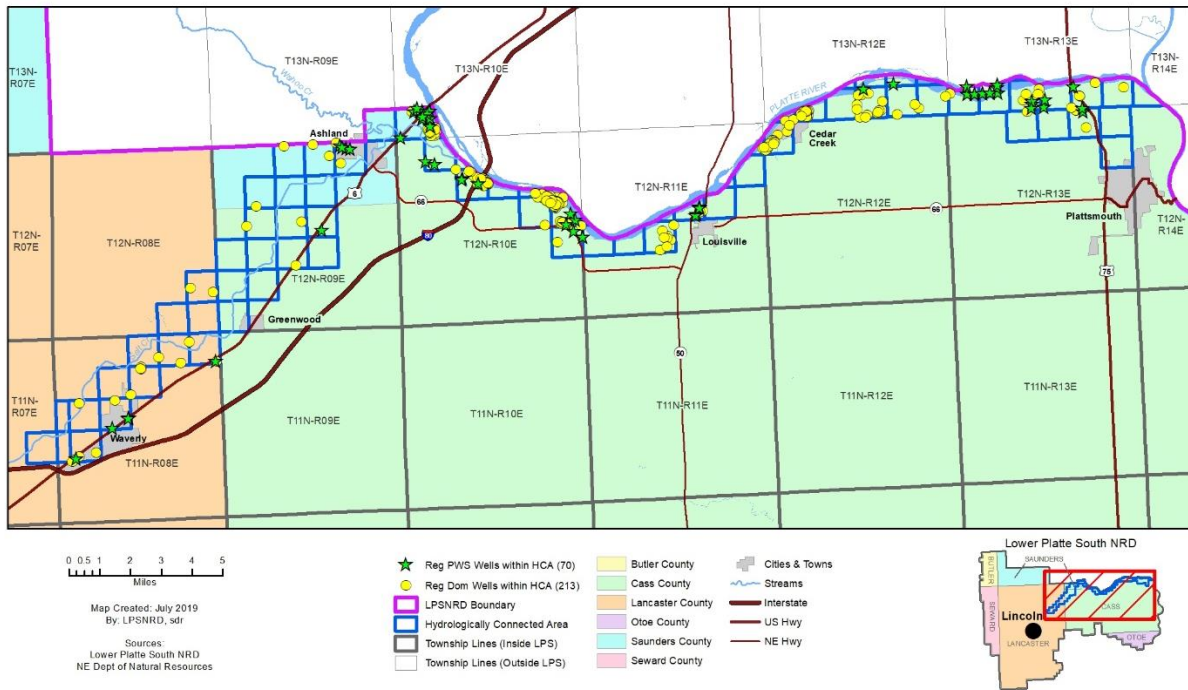 T13N-
R07E
T13N-R09E
Wahoo Cr
T13N-R10E
T13N-R12E
T13N-R13E
T13N-
R14E
PLATTE RIVER
Ashland
Cedar
Creek
6
66
T12N-R11E
T12N-R12E
T12N-R13E
66
Plattsmouth
T12N-
R07E
T12N-R08E
80
T12N-R10E
Louisville
T12N-
R14E
T12N-R09E
75
Greenwood
50
T11N-
R07E
T11N-R09E
T11N-R10E
T11N-R11E
T11N-R12E
T11N-R13E
Waverly
T11N-R08E
0 0.5 1 2 3 4 5
Miles
Map Created: July 2019
By: LPSNRD, sdr
Sources:
Lower Platte South NRD
NE Dept of Natural Resources
Reg PWS Wells within HCA (70)
Reg Dom Wells within HCA (213)
LPSNRD Boundary
Hydrologically Connected Area
Township Lines (Inside LPS)
Township Lines (Outside LPS)
Butler County
Cass County
Lancaster County
Otoe County
Saunders County
Seward County
Cities & Towns
Streams
Interstate
US Hwy
NE Hwy
Lower Platte South NRD
SAUNDERS
BUTLER
SEWARD
Lincoln
CASS
LANCASTER
OTOE